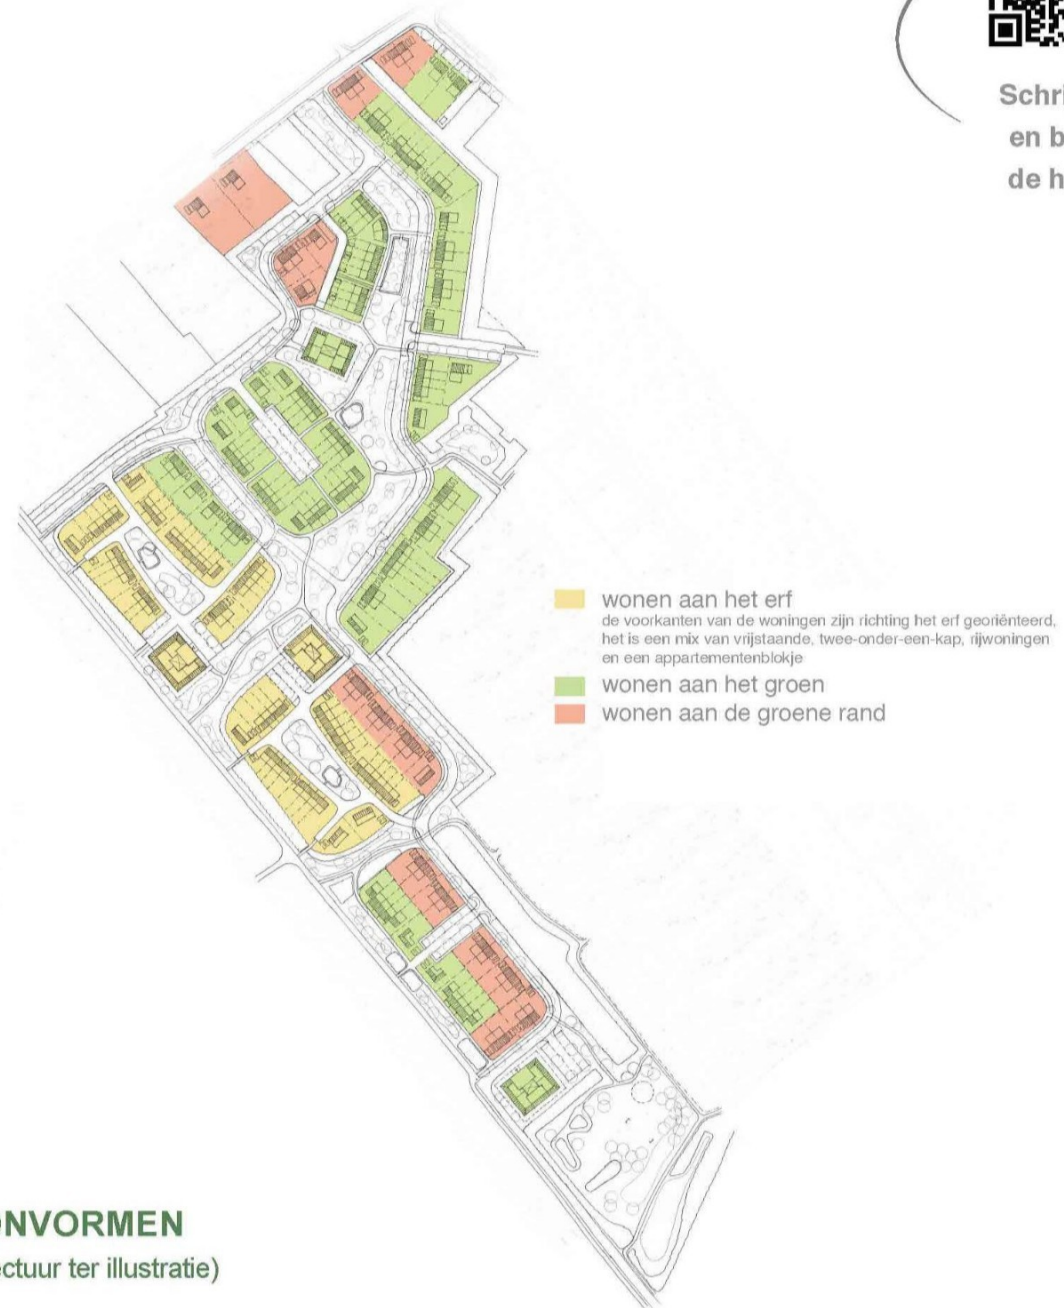 Schri
en b
de h
wonen aan het erf
de voorkanten van de woningen zijn richting het erf georiënteerd,
het is een mix van vrijstaande, twee-onder-een-kap, rijwoningen
en een appartementenblokje
wonen aan het groen
wonen aan de groene rand
NVORMEN
ectuur ter illustratie)